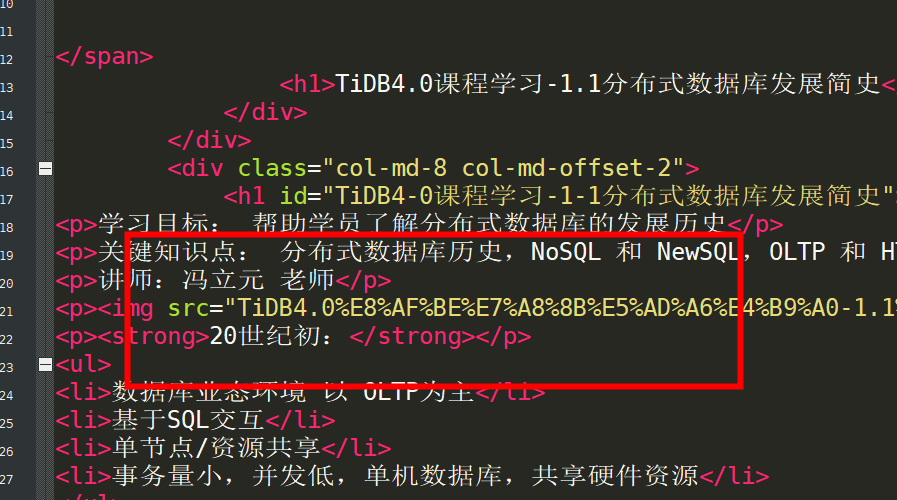 10
11
12 </span>
13 <h1>TiDB4.0课程学习-1.1分布式数据库发展简史<
14 </div>
15 </div>
16 <div class="col-md-8 col-md-offset-2">
17 <h1 id="TiDB4-0课程学习-1-1分布式数据库发展简史"
18 <p>学习目标： 帮助学员了解分布式数据库的发展历史</p>
19 <p>关键知识点： 分布式数据库历史，NoSQL 和 NewSQL，OLTP 和 H
20 <p>讲师：冯立元 老师</p>
21 <p><img src="TiDB4.0%E8%AF%BE%E7%A8%8B%E5%AD%A6%E4%B9%A0-1.1%
22 <p><strong>20世纪初：</strong></p>
23 <ul>
24 <li>数据库业态环境 以 OLTP为主</li>
25 <li>基于SQL交互</li>
26 <li>单节点/资源共享</li>
27 <li>事务量小，并发低，单机数据库，共享硬件资源</li>